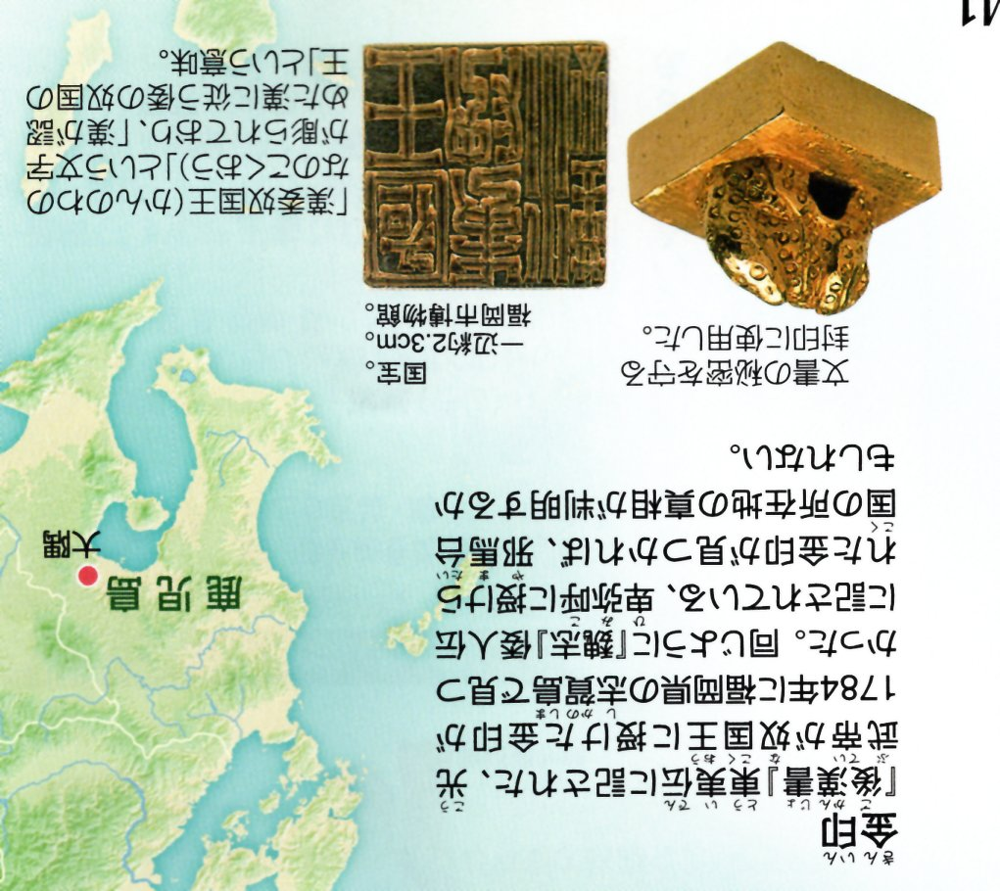 金印
『後漢書』東夷伝に記された、光
武帝が奴国王に授けた金印が
1784年に福岡県の志賀島で見つ
かった。同じように『魏志』倭人伝
に記されている、卑弥呼に授けら
れた金印が見つかれば、邪馬台
国の所在地の真相が判明するか
もしれない。
文書の秘密を守る
封印に使用した。
国宝。
一辺約2.3cm。
福岡市博物館。
「漢委奴国王(かんのわの
なのこくおう)」という文字
が彫られており、「漢が認
めた漢に従う倭の奴国の
王」という意味。
鹿児島
大隅